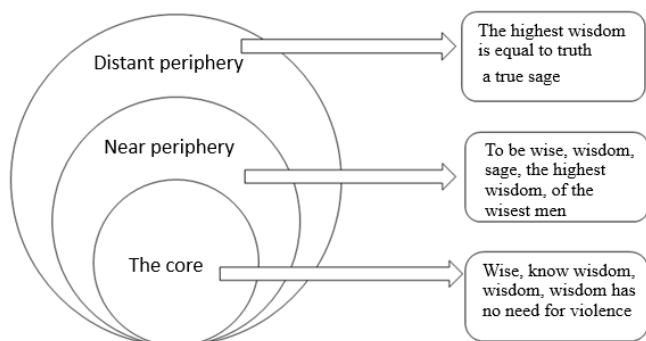 Distant periphery
The highest wisdom
is equal to truth
a true sage
Near periphery
To be wise, wisdom,
sage, the highest
wisdom, of the
wisest men
The core
Wise, know wisdom,
wisdom, wisdom has
no need for violence